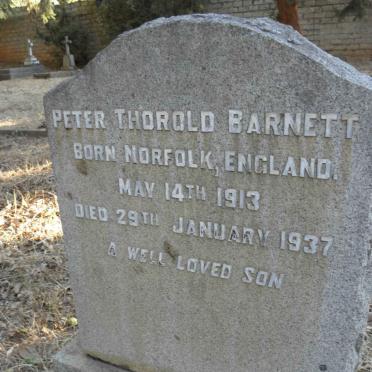 PETER THOROLD BARNETT
BORN NORFOLK, ENGLAND.
MAY 14TH 1913
DIED 29TH JANUARY 1937
A WELL LOVED SON